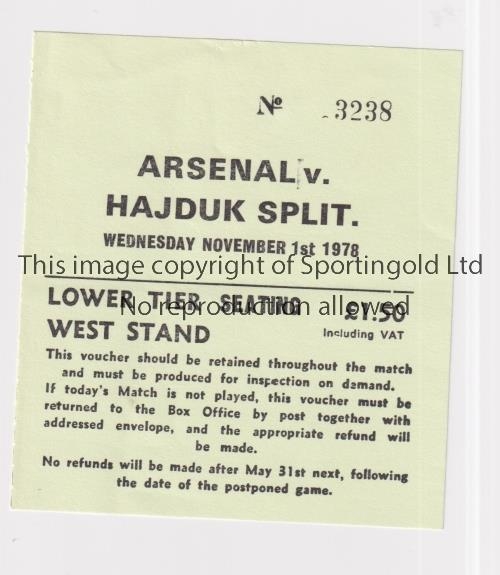 Nº 3238
ARSENAL v.
HAJDUK SPLIT.
WEDNESDAY NOVEMBER 1st 1978
This image copyright of Sportingold Ltd
No reproduction allowed
LOWER TIER SEATING £1.50
WEST STAND Including VAT
This voucher should be retained throughout the match
and must be produced for inspection on damand.
If today's Match is not played, this voucher must be
returned to the Box Office by post together with
addressed envelope, and the appropriate refund will
be made.
No refunds will be made after May 31st next, following
the date of the postponed game.